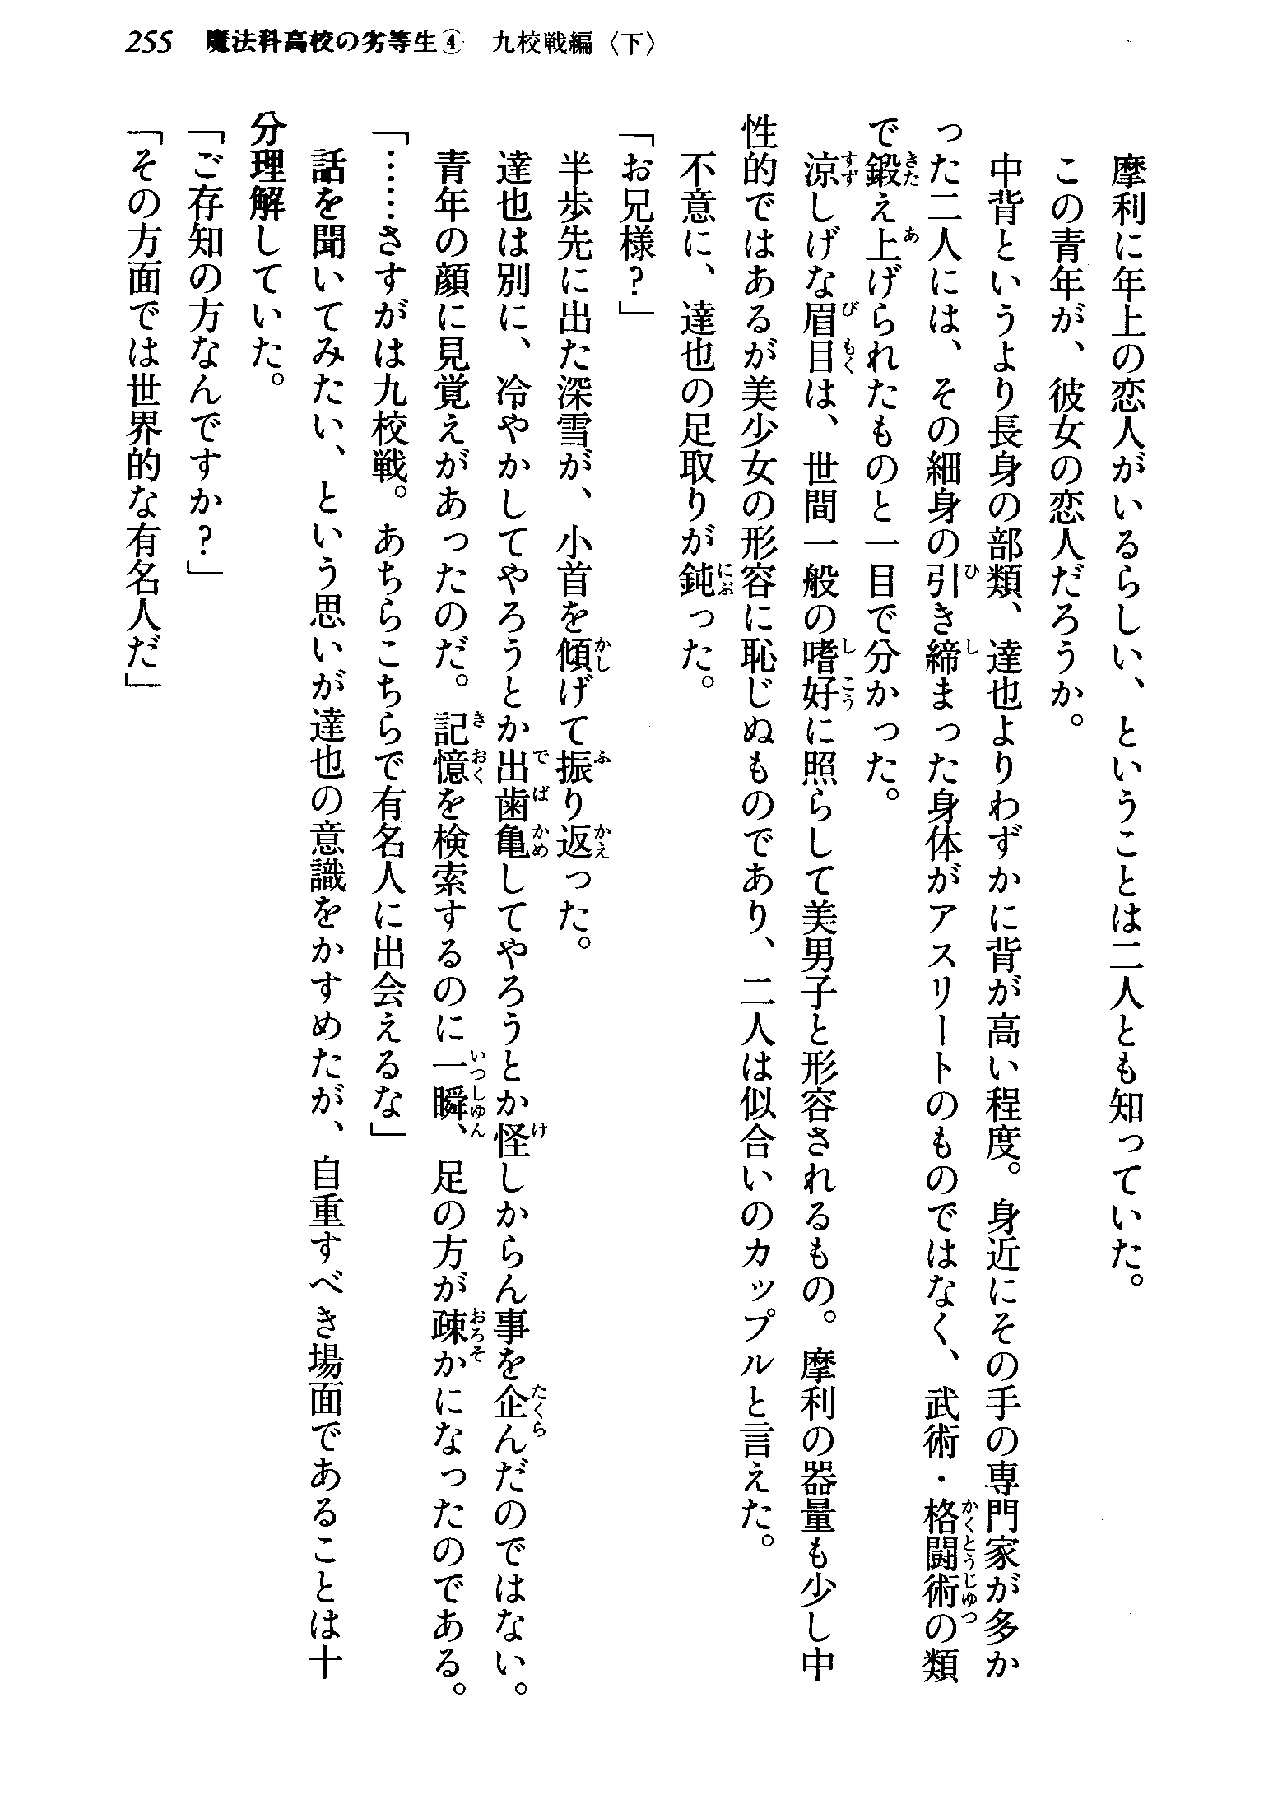 255 魔法科高校の劣等生④ 九校戦編〈下〉
摩利に年上の恋人がいるらしい、ということは二人とも知っていた。
この青年が、彼女の恋人だろうか。
中背というより長身の部類、達也よりわずかに背が高い程度。身近にその手の専門家が多か
った二人には、その細身の引き締まった身体がアスリートのものではなく、武術・格闘術の類
で鍛え上げられたものと一目で分かった。
涼しげな眉目は、世間一般の嗜好に照らして美男子と形容されるもの。摩利の器量も少し中
性的ではあるが美少女の形容に恥じぬものであり、二人は似合いのカップルと言えた。
不意に、達也の足取りが鈍った。
「お兄様?」
半歩先に出た深雪が、小首を傾げて振り返った。
達也は別に、冷やかしてやろうとか出歯亀してやろうとか怪しからん事を企んだのではない。
青年の顔に見覚えがあったのだ。記憶を検索するのに一瞬、足の方が疎かになったのである。
「……さすがは九校戦。あちらこちらで有名人に出会えるな」
話を聞いてみたい、という思いが達也の意識をかすめたが、自重すべき場面であることは十
分理解していた。
「ご存知の方なんですか?」
「その方面では世界的な有名人だ」